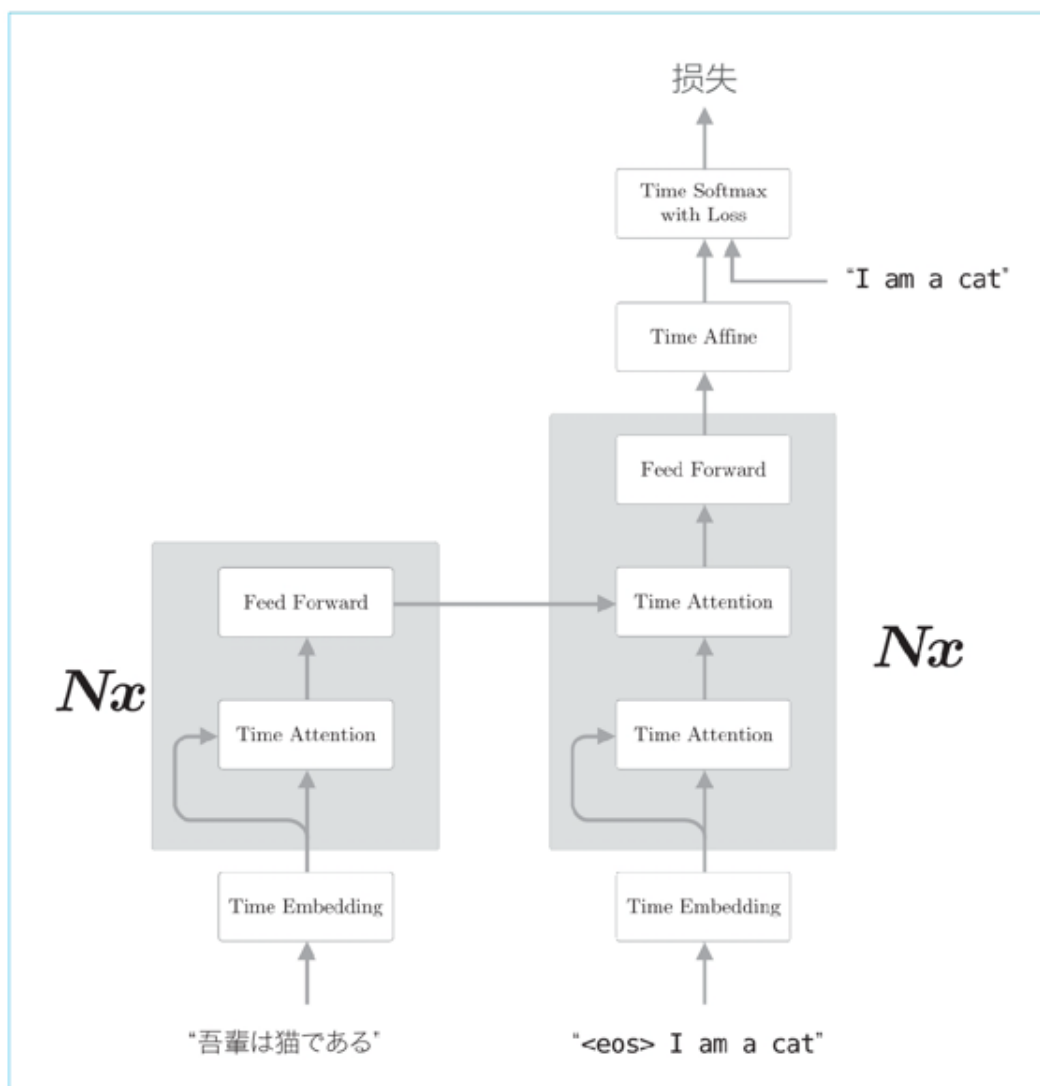 损失
Time Softmax
with Loss
“I am a cat”
Time Affine
Feed Forward
Feed Forward
Time Attention
Nx
Nx
Time Attention
Time Attention
Time Embedding
Time Embedding
“吾輩は猫である”
“<eos> I am a cat”